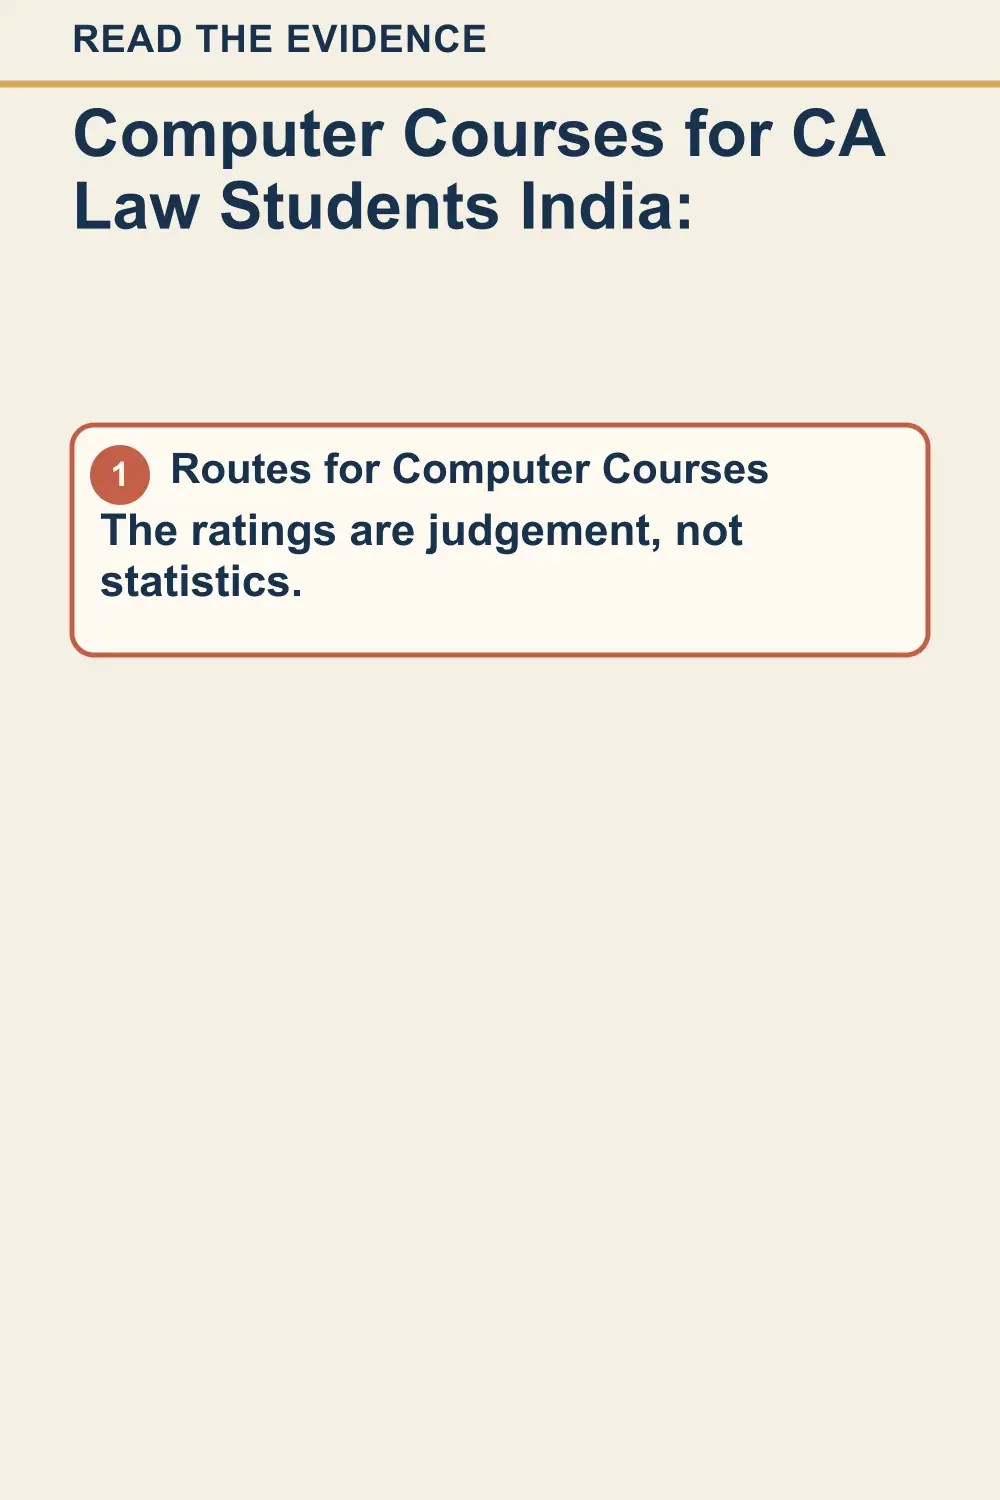 READ THE EVIDENCE
Computer Courses for CA
Law Students India:
1 Routes for Computer Courses
The ratings are judgement, not
statistics.